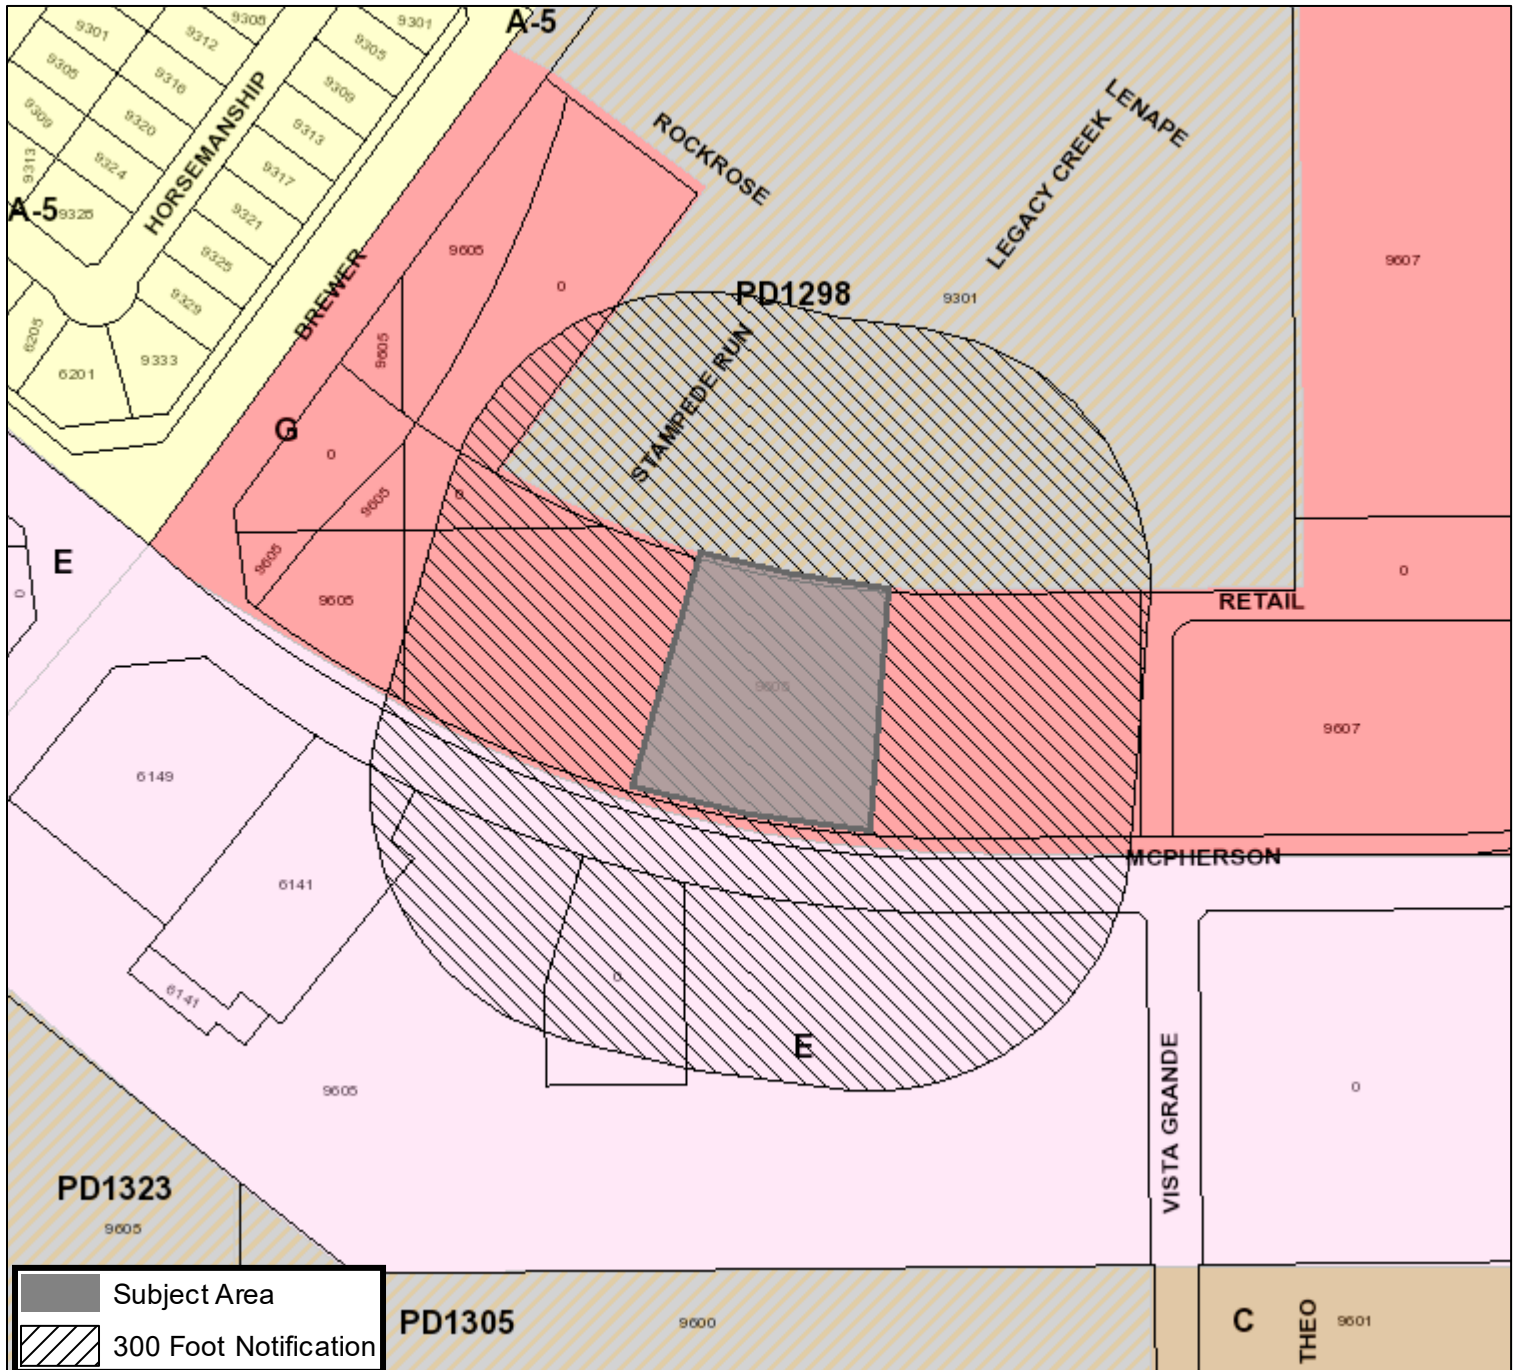 A-5
9301
9312
9308
9301
9305
9305
9316
9309
9309
9320
9313
9313
9324
9317
A-5
9328
HORSEMANSHIP
9321
9325
9329
6205
6201
9333
BREWER
ROCKROSE
LEGACY CREEK
LENAPE
9605
0
9605
PD1298
9301
STAMPEDE RUN
9607
G
0
9605
0
9605
9605
E
0
0
RETAIL
9605
9607
MCPHERSON
6149
6141
6141
0
E
9605
VISTA GRANDE
0
PD1323
9605
Subject Area
300 Foot Notification
PD1305
9600
C
THEO
9601